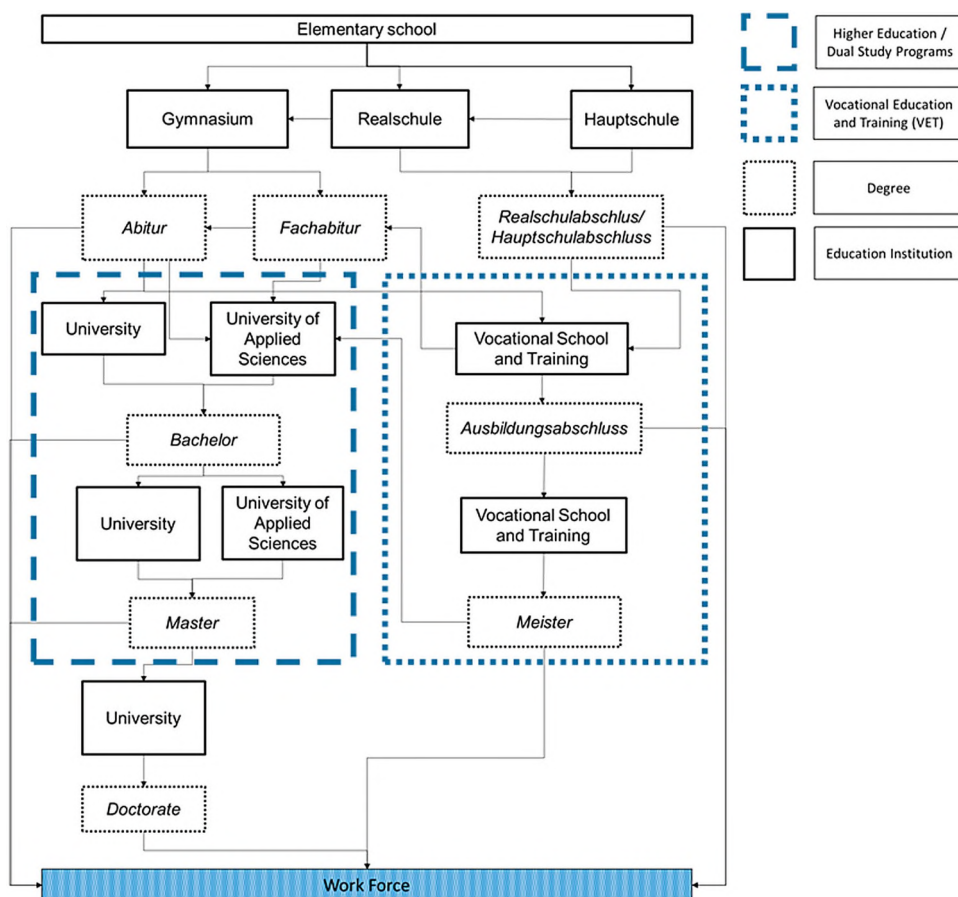 Elementary school
Higher Education /
Dual Study Programs
Gymnasium
Realschule
Hauptschule
Vocational Education
and Training (VET)
Degree
Abitur
Fachabitur
Realschulabschlus/
Hauptschulabschluss
Education Institution
University
University of
Applied
Sciences
Vocational School
and Training
Bachelor
Ausbildungsabschluss
University
University of
Applied
Sciences
Vocational School
and Training
Master
Meister
University
Doctorate
Work Force